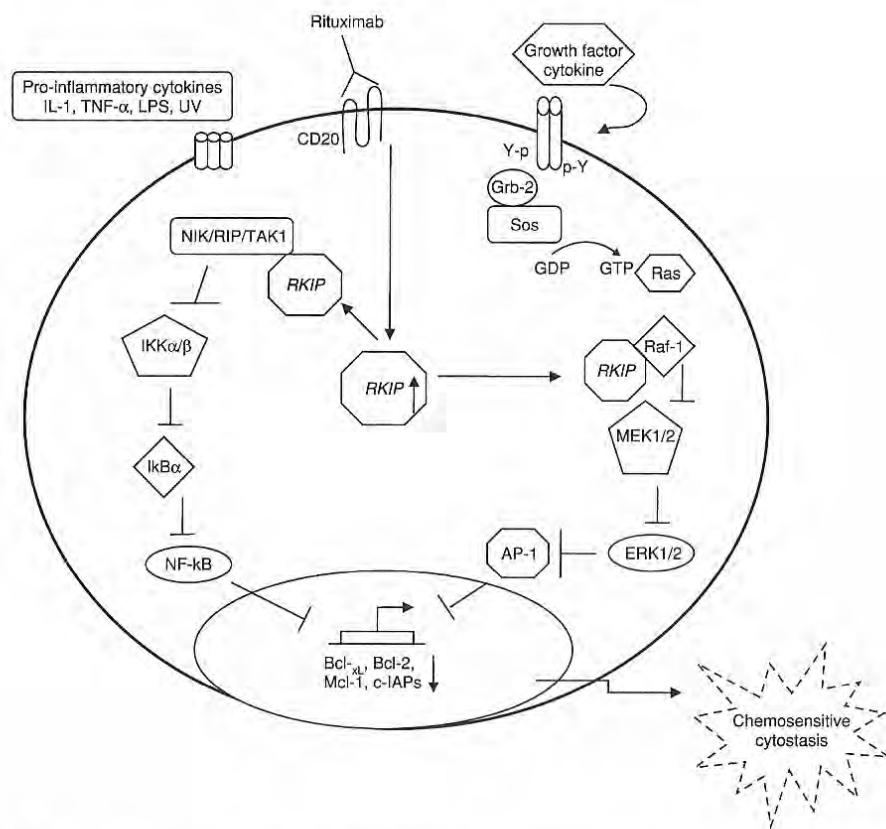 Rituximab
Growth factor
cytokine
Pro-inflammatory cytokines
IL-1, TNF-α, LPS, UV
CD20
Y-p
p-Y
Grb-2
Sos
NIK/RIP/TAK1
GDP
GTP
Ras
RKIP
IKKα/β
RKIP
RKIP
Raf-1
MEK1/2
IkBα
NF-kB
AP-1
ERK1/2
Bcl-xL, Bcl-2,
Mcl-1, c-IAPs
Chemosensitive
cytostasis